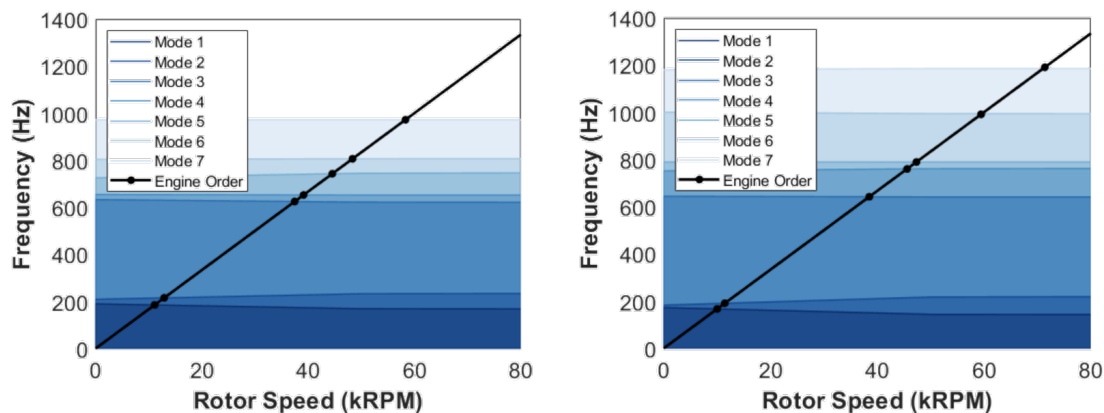 1400
1200
1000
800
600
400
200
0
Frequency (Hz)
Mode 1
Mode 2
Mode 3
Mode 4
Mode 5
Mode 6
Mode 7
Engine Order
0 20 40 60 80
Rotor Speed (kRPM)
1400
1200
1000
800
600
400
200
0
Frequency (Hz)
Mode 1
Mode 2
Mode 3
Mode 4
Mode 5
Mode 6
Mode 7
Engine Order
0 20 40 60 80
Rotor Speed (kRPM)